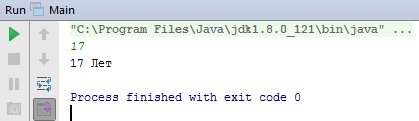 Run Main
"C:\Program Files\Java\jdk1.8.0_121\bin\java" ...
17
17 Лет
Process finished with exit code 0